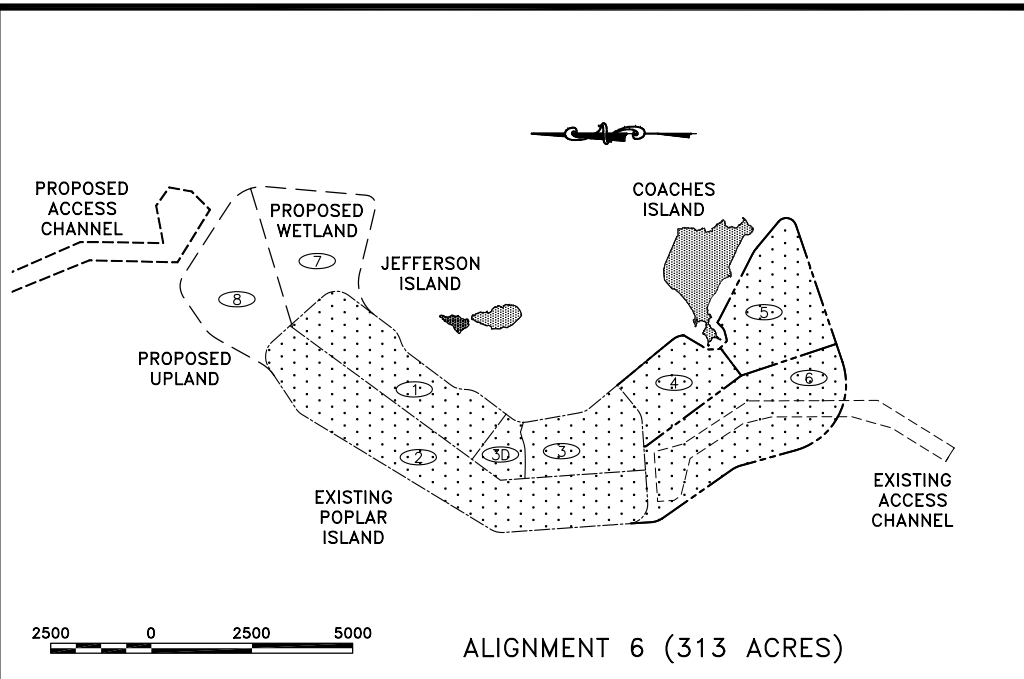 PROPOSED
ACCESS
CHANNEL
PROPOSED
WETLAND
7
8
PROPOSED
UPLAND
JEFFERSON
ISLAND
COACHES
ISLAND
5
6
4
1
2
3D
3
EXISTING
POPLAR
ISLAND
EXISTING
ACCESS
CHANNEL
2500 0 2500 5000
ALIGNMENT 6 (313 ACRES)